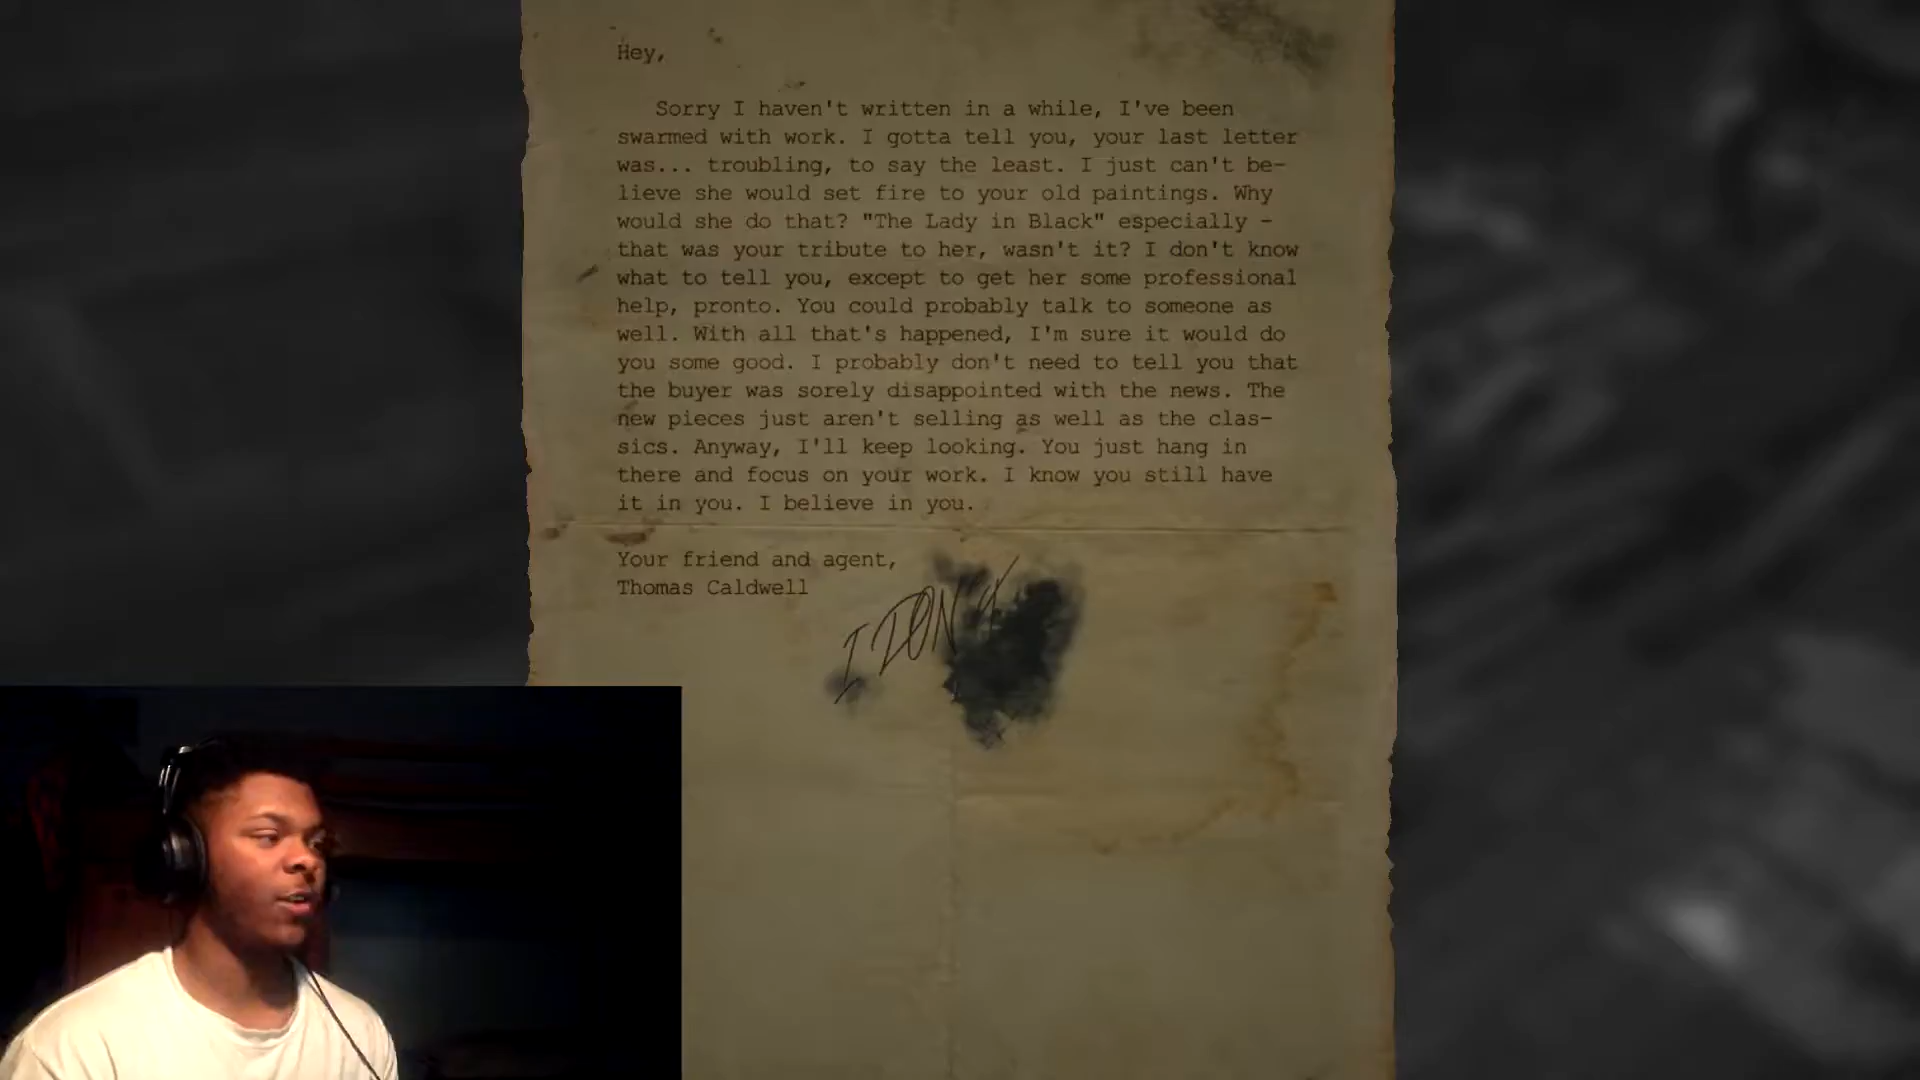 Hey,
Sorry I haven't written in a while, I've been
swarmed with work. I gotta tell you, your last letter
was... troubling, to say the least. I just can't be-
lieve she would set fire to your old paintings. Why
would she do that? "The Lady in Black" especially -
that was your tribute to her, wasn't it? I don't know
what to tell you, except to get her some professional
help, pronto. You could probably talk to someone as
well. With all that's happened, I'm sure it would do
you some good. I probably don't need to tell you that
the buyer was sorely disappointed with the news. The
new pieces just aren't selling as well as the clas-
sics. Anyway, I'll keep looking. You just hang in
there and focus on your work. I know you still have
it in you. I believe in you.
Your friend and agent,
Thomas Caldwell
I DON'T